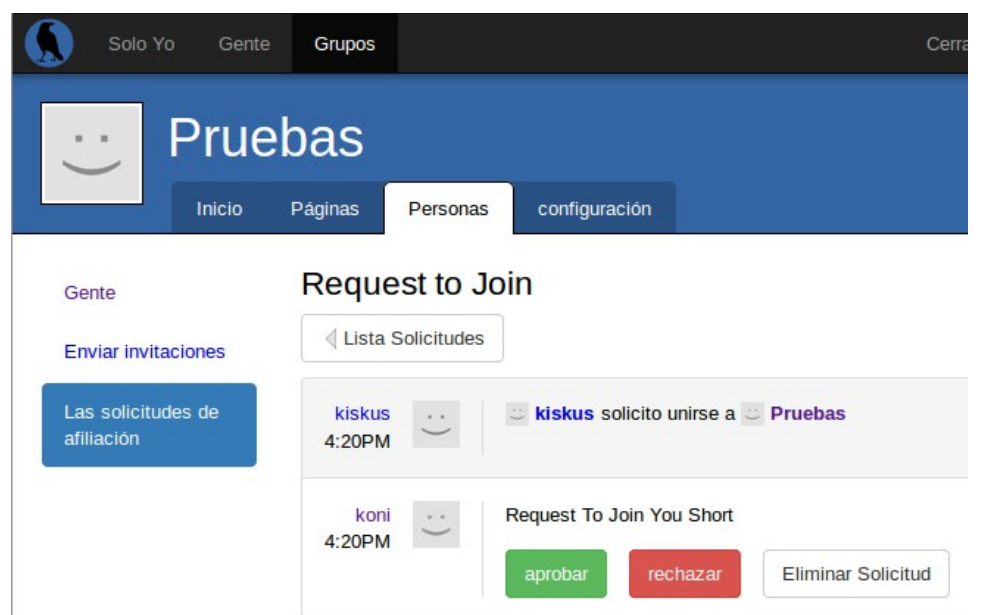 Solo Yo Gente Grupos Cerra
Pruebas
Inicio Páginas Personas configuración
Gente
Enviar invitaciones
Las solicitudes de
afiliación
Request to Join
Lista Solicitudes
kiskus
4:20PM
kiskus solicito unirse a Pruebas
koni
4:20PM
Request To Join You Short
aprobar rechazar Eliminar Solicitud